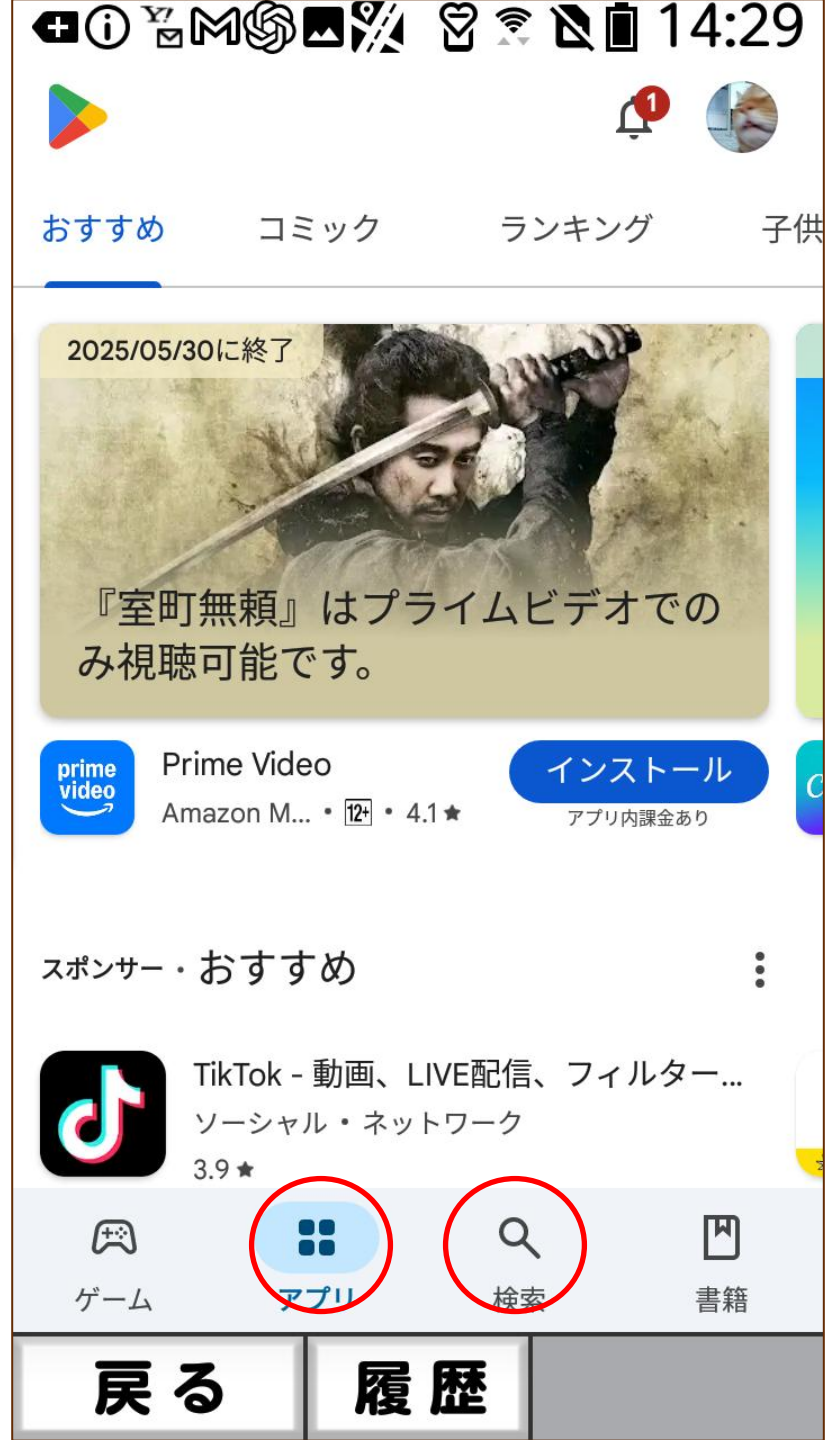 14:29
1
おすすめ
コミック
ランキング
子供
2025/05/30に終了
『室町無頼』はプライムビデオでの
み視聴可能です。
prime
video
Prime Video
インストール
Amazon M... • 12+ • 4.1★
アプリ内課金あり
スポンサー・おすすめ
TikTok - 動画、LIVE配信、フィルター...
ソーシャル・ネットワーク
3.9★
ゲーム
アプリ
検索
書籍
戻る
履歴